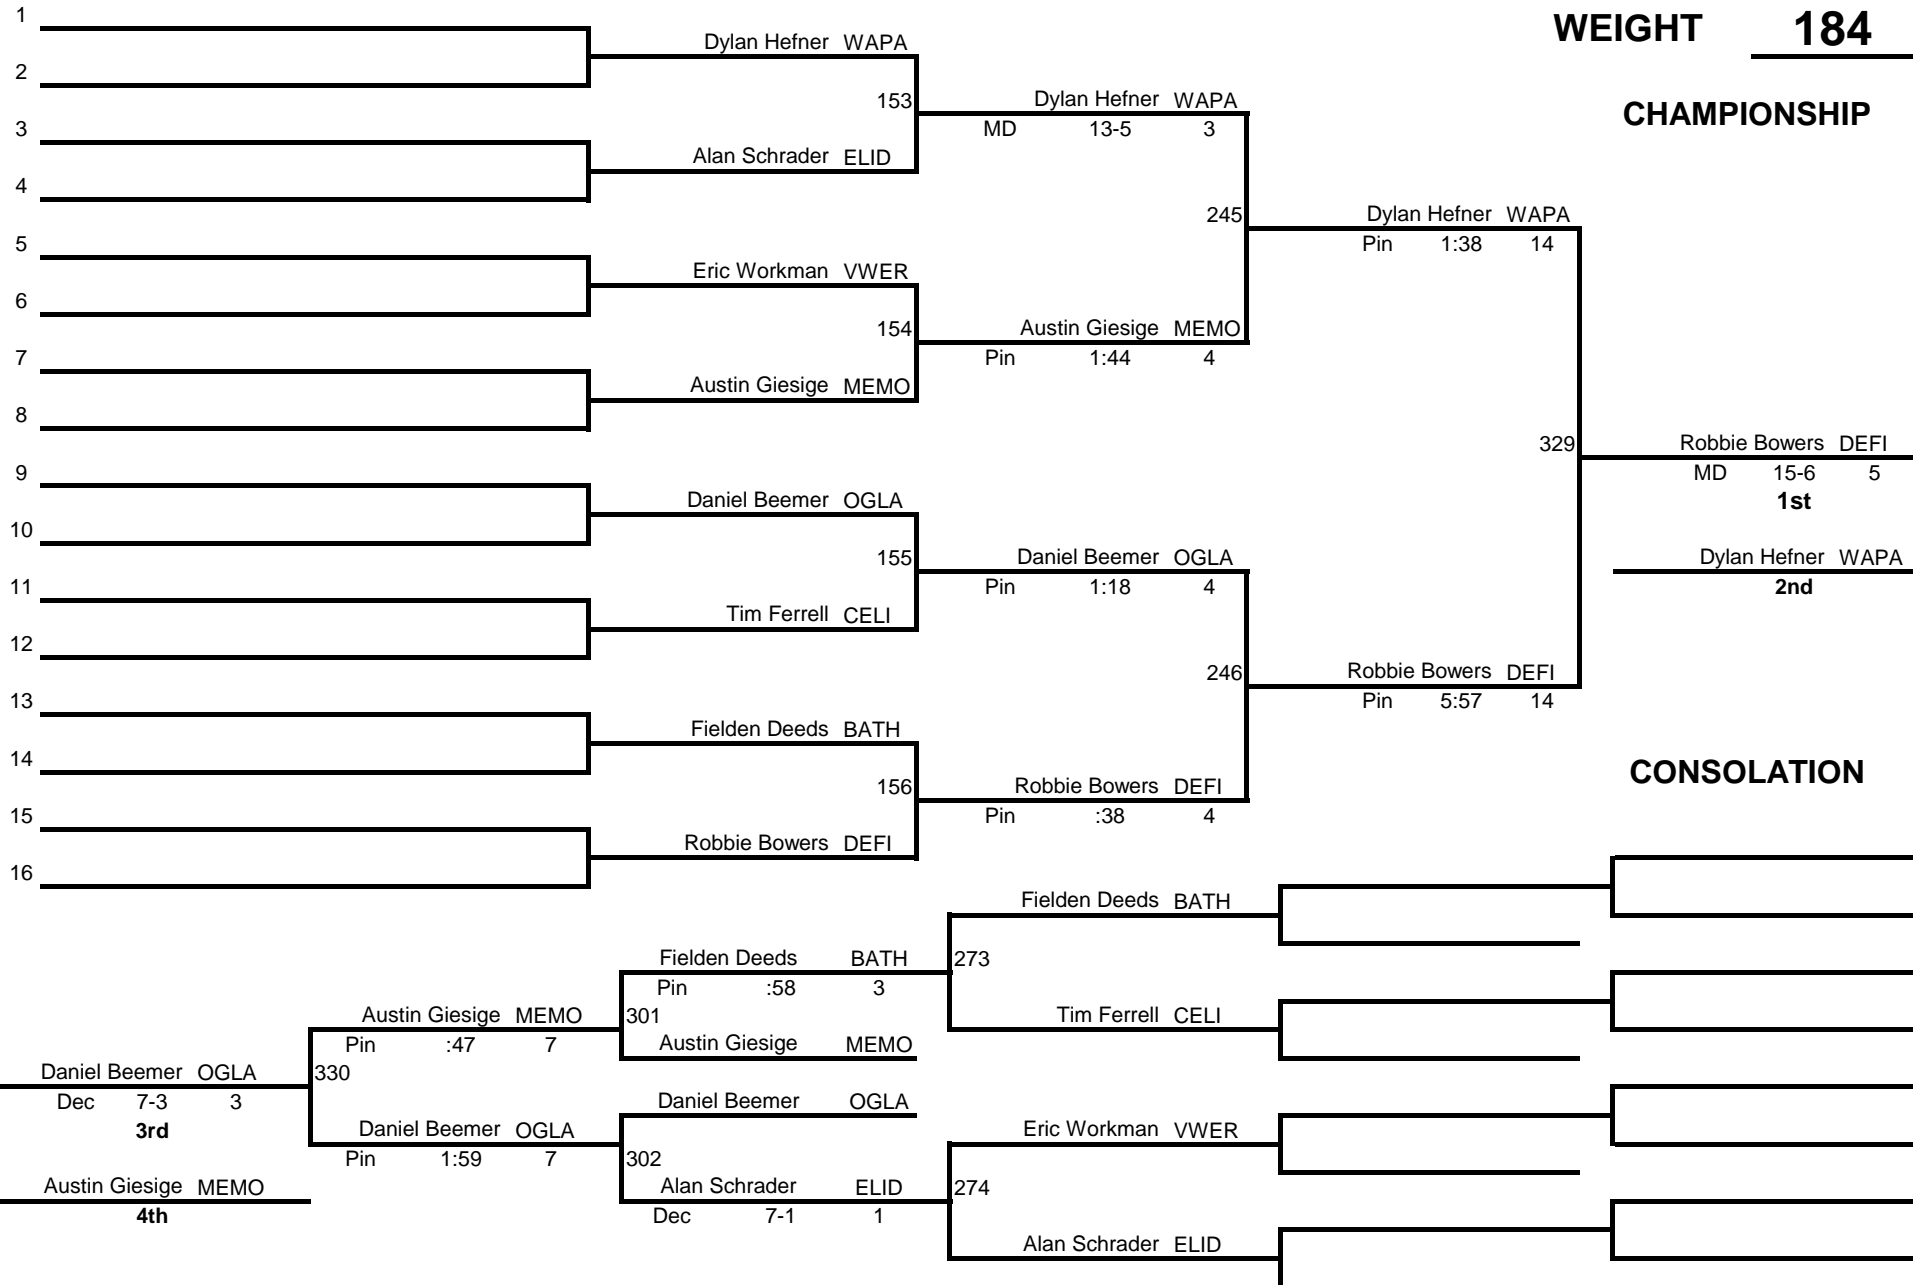 1
WEIGHT 184
Dylan Hefner WAPA
2
153
Dylan Hefner WAPA
CHAMPIONSHIP
3
MD 13-5 3
Alan Schrader ELID
4
245
Dylan Hefner WAPA
5
Pin 1:38 14
Eric Workman VWER
6
154
Austin Giesige MEMO
7
Pin 1:44 4
Austin Giesige MEMO
8
329
Robbie Bowers DEFI
9
MD 15-6 5
Daniel Beemer OGLA
1st
10
155
Daniel Beemer OGLA
Dylan Hefner WAPA
11
Pin 1:18 4
2nd
Tim Ferrell CELI
12
246
Robbie Bowers DEFI
13
Pin 5:57 14
Fielden Deeds BATH
14
CONSOLATION
156
Robbie Bowers DEFI
15
Pin :38 4
Robbie Bowers DEFI
16
Fielden Deeds BATH
Fielden Deeds BATH
273
Pin :58 3
Austin Giesige MEMO
301
Tim Ferrell CELI
Pin :47 7
Austin Giesige MEMO
Daniel Beemer OGLA
330
Dec 7-3 3
Daniel Beemer OGLA
3rd
Daniel Beemer OGLA
Eric Workman VWER
Pin 1:59 7
302
Austin Giesige MEMO
Alan Schrader ELID
274
4th
Dec 7-1 1
Alan Schrader ELID